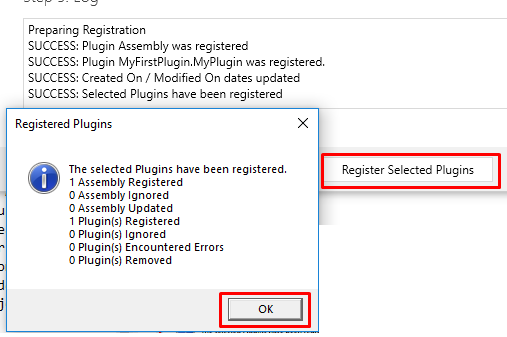 Step 3: Log
Preparing Registration
SUCCESS: Plugin Assembly was registered
SUCCESS: Plugin MyFirstPlugin.MyPlugin was registered.
SUCCESS: Created On / Modified On dates updated
SUCCESS: Selected Plugins have been registered
Registered Plugins
The selected Plugins have been registered.
1 Assembly Registered
0 Assembly Ignored
0 Assembly Updated
1 Plugin(s) Registered
0 Plugin(s) Ignored
0 Plugin(s) Encountered Errors
0 Plugin(s) Removed
OK
Register Selected Plugins